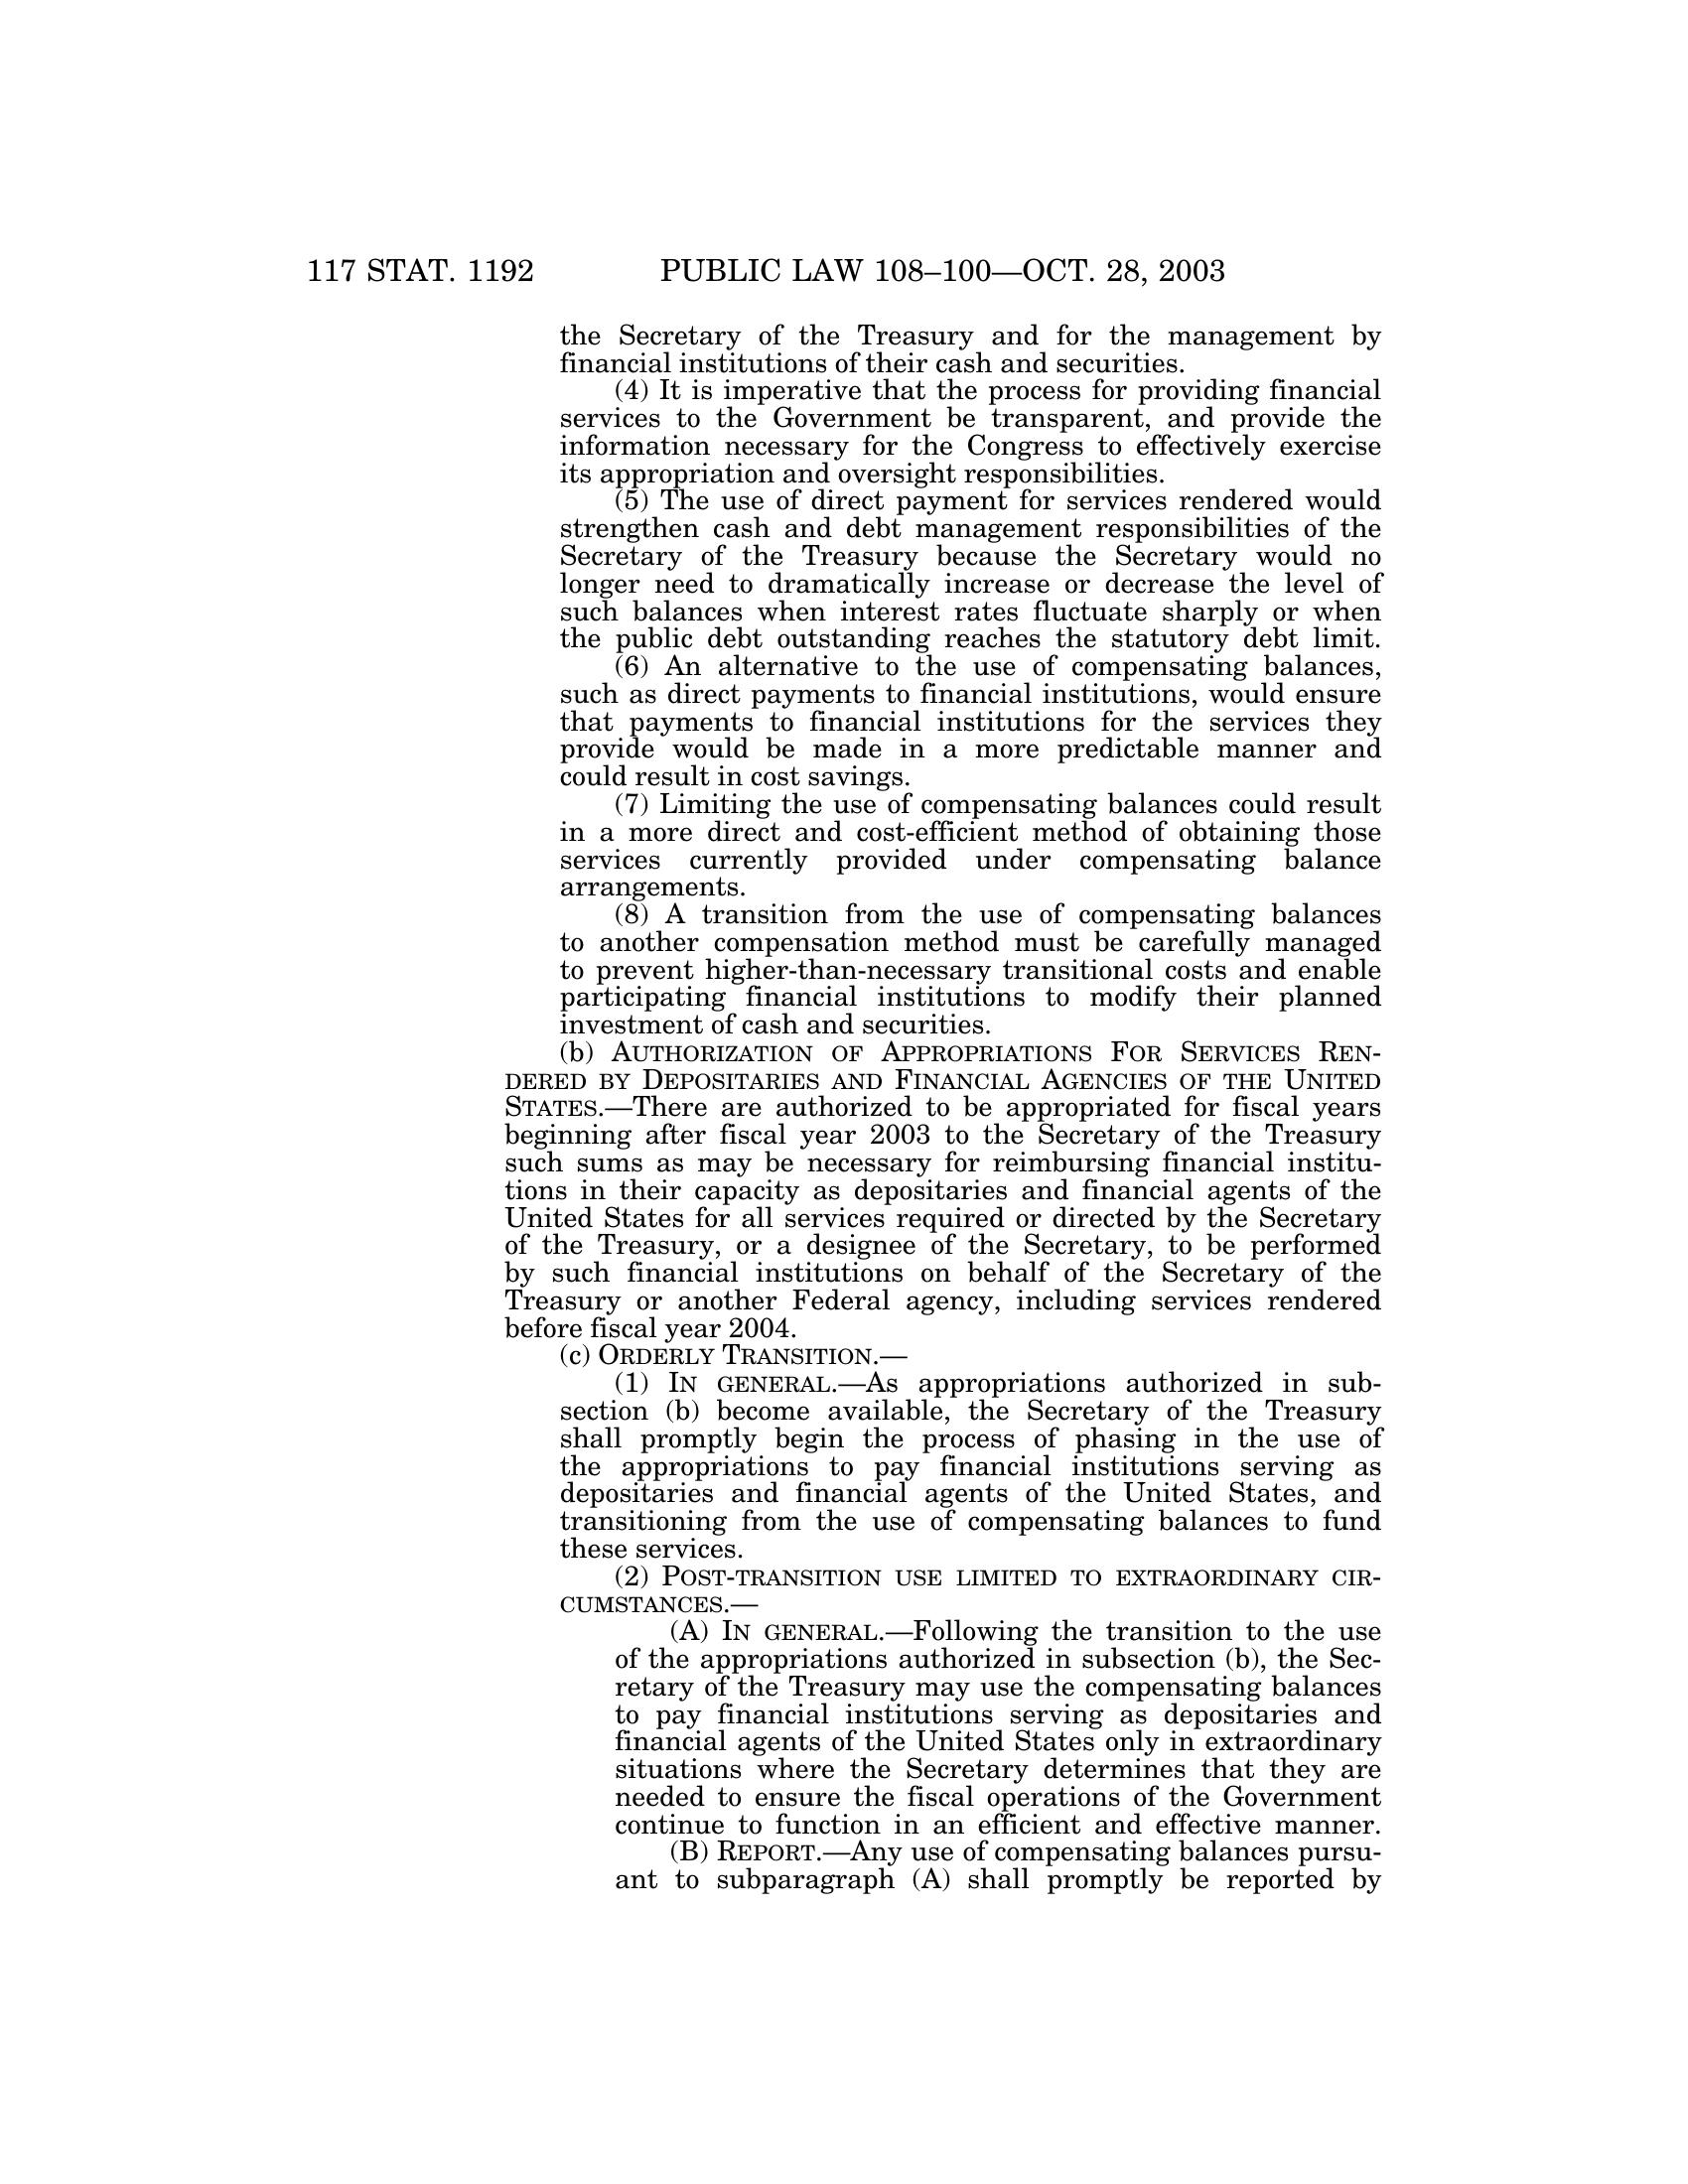 117 STAT. 1192 PUBLIC LAW 108–100—OCT. 28, 2003
the Secretary of the Treasury and for the management by
financial institutions of their cash and securities.
(4) It is imperative that the process for providing financial
services to the Government be transparent, and provide the
information necessary for the Congress to effectively exercise
its appropriation and oversight responsibilities.
(5) The use of direct payment for services rendered would
strengthen cash and debt management responsibilities of the
Secretary of the Treasury because the Secretary would no
longer need to dramatically increase or decrease the level of
such balances when interest rates fluctuate sharply or when
the public debt outstanding reaches the statutory debt limit.
(6) An alternative to the use of compensating balances,
such as direct payments to financial institutions, would ensure
that payments to financial institutions for the services they
provide would be made in a more predictable manner and
could result in cost savings.
(7) Limiting the use of compensating balances could result
in a more direct and cost-efficient method of obtaining those
services currently provided under compensating balance
arrangements.
(8) A transition from the use of compensating balances
to another compensation method must be carefully managed
to prevent higher-than-necessary transitional costs and enable
participating financial institutions to modify their planned
investment of cash and securities.
(b) AUTHORIZATION OF APPROPRIATIONS FOR SERVICES REN-
DERED BY DEPOSITARIES AND FINANCIAL AGENCIES OF THE UNITED
STATES.—There are authorized to be appropriated for fiscal years
beginning after fiscal year 2003 to the Secretary of the Treasury
such sums as may be necessary for reimbursing financial institu-
tions in their capacity as depositaries and financial agents of the
United States for all services required or directed by the Secretary
of the Treasury, or a designee of the Secretary, to be performed
by such financial institutions on behalf of the Secretary of the
Treasury or another Federal agency, including services rendered
before fiscal year 2004.
(c) ORDERLY TRANSITION.—
(1) IN GENERAL.—As appropriations authorized in sub-
section (b) become available, the Secretary of the Treasury
shall promptly begin the process of phasing in the use of
the appropriations to pay financial institutions serving as
depositaries and financial agents of the United States, and
transitioning from the use of compensating balances to fund
these services.
(2) POST-TRANSITION USE LIMITED TO EXTRAORDINARY CIR-
CUMSTANCES.—
(A) IN GENERAL.—Following the transition to the use
of the appropriations authorized in subsection (b), the Sec-
retary of the Treasury may use the compensating balances
to pay financial institutions serving as depositaries and
financial agents of the United States only in extraordinary
situations where the Secretary determines that they are
needed to ensure the fiscal operations of the Government
continue to function in an efficient and effective manner.
(B) REPORT.—Any use of compensating balances pursu-
ant to subparagraph (A) shall promptly be reported by